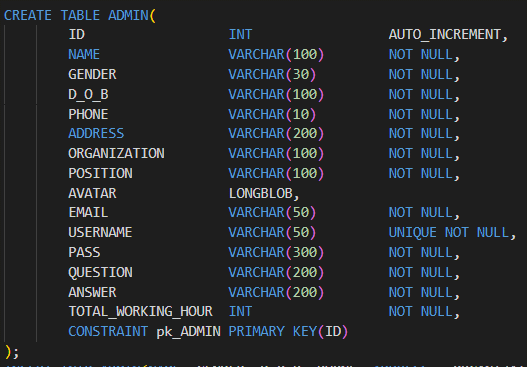 CREATE TABLE ADMIN(
ID INT AUTO_INCREMENT,
NAME VARCHAR(100) NOT NULL,
GENDER VARCHAR(30) NOT NULL,
D_O_B VARCHAR(100) NOT NULL,
PHONE VARCHAR(10) NOT NULL,
ADDRESS VARCHAR(200) NOT NULL,
ORGANIZATION VARCHAR(100) NOT NULL,
POSITION VARCHAR(100) NOT NULL,
AVATAR LONGBLOB,
EMAIL VARCHAR(50) NOT NULL,
USERNAME VARCHAR(50) UNIQUE NOT NULL,
PASS VARCHAR(300) NOT NULL,
QUESTION VARCHAR(200) NOT NULL,
ANSWER VARCHAR(200) NOT NULL,
TOTAL_WORKING_HOUR INT NOT NULL,
CONSTRAINT pk_ADMIN PRIMARY KEY(ID)
);